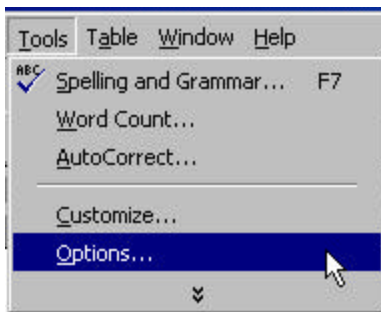 Tools Table Window Help
ABC Spelling and Grammar... F7
Word Count...
AutoCorrect...
Customize...
Options...